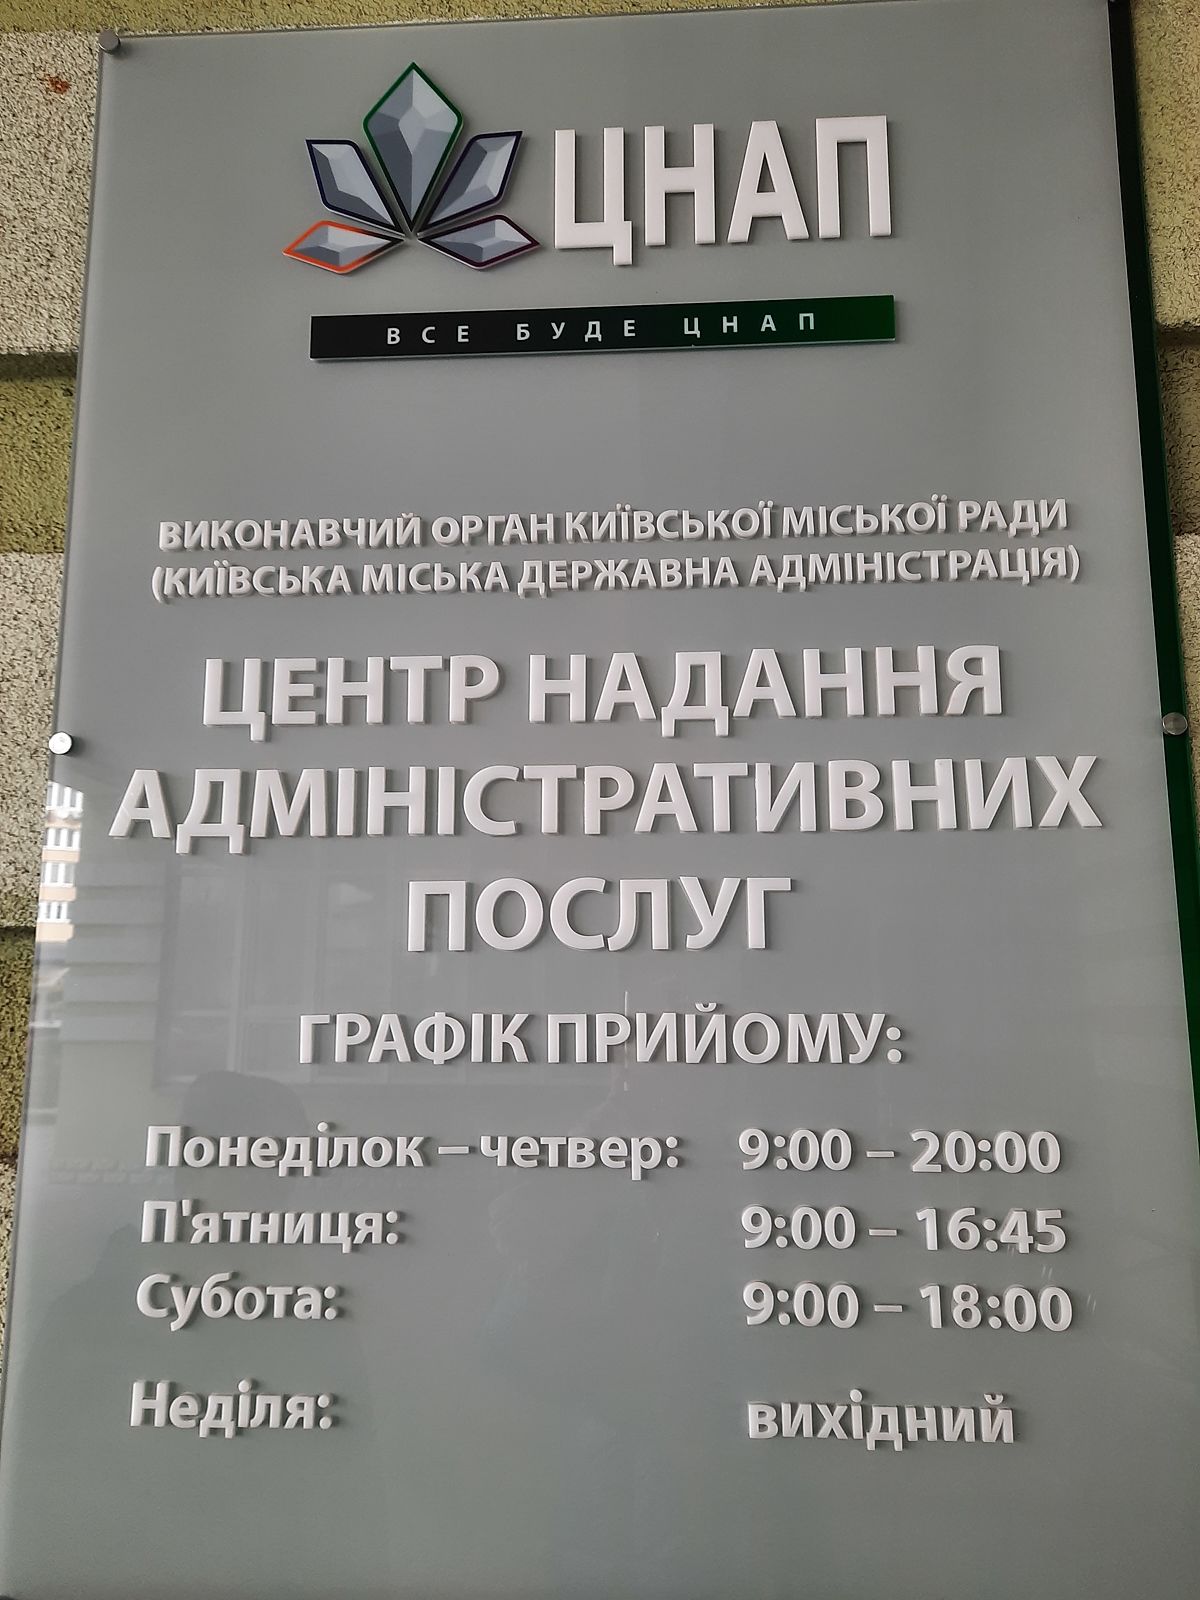 ЦНАП
ВСЕ БУДЕ ЦНАП
ВИКОНАВЧИЙ ОРГАН КИЇВСЬКОЇ МІСЬКОЇ РАДИ
(КИЇВСЬКА МІСЬКА ДЕРЖАВНА АДМІНІСТРАЦІЯ)
ЦЕНТР НАДАННЯ
АДМІНІСТРАТИВНИХ
ПОСЛУГ
ГРАФІК ПРИЙОМУ:
Понеділок – четвер: 9:00 – 20:00
П'ятниця: 9:00 – 16:45
Субота: 9:00 – 18:00
Неділя: вихідний